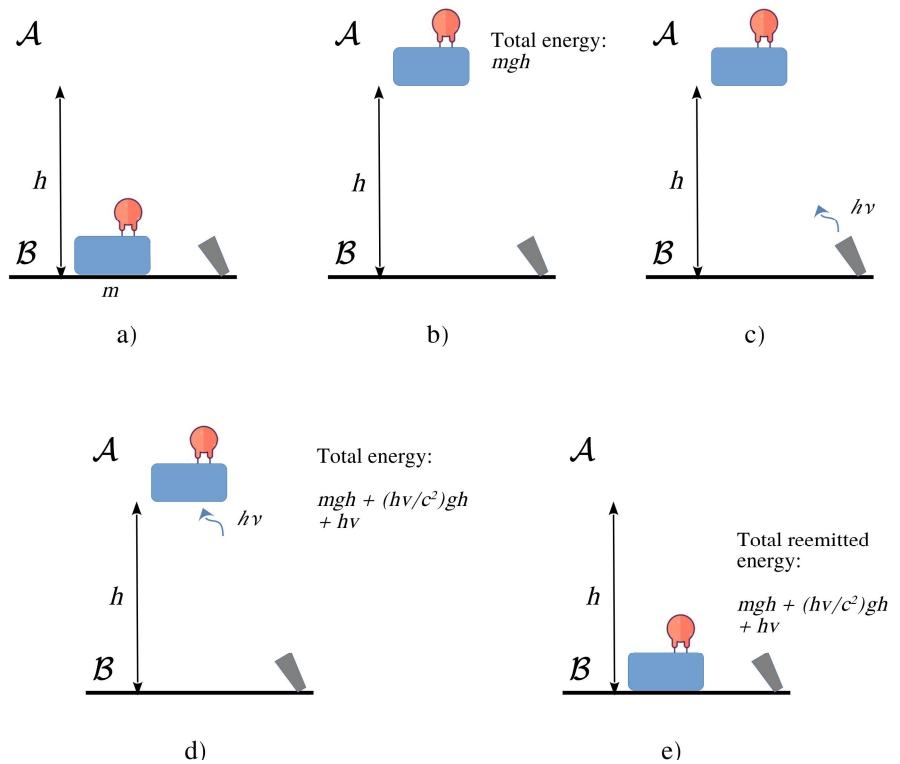 𝒜
h
ℬ
m
a)
𝒜
Total energy:
mgh
h
ℬ
b)
𝒜
h
hν
ℬ
c)
𝒜
Total energy:
mgh + (hν/c²)gh
+ hν
hν
h
ℬ
d)
𝒜
Total reemitted
energy:
mgh + (hν/c²)gh
+ hν
h
ℬ
e)